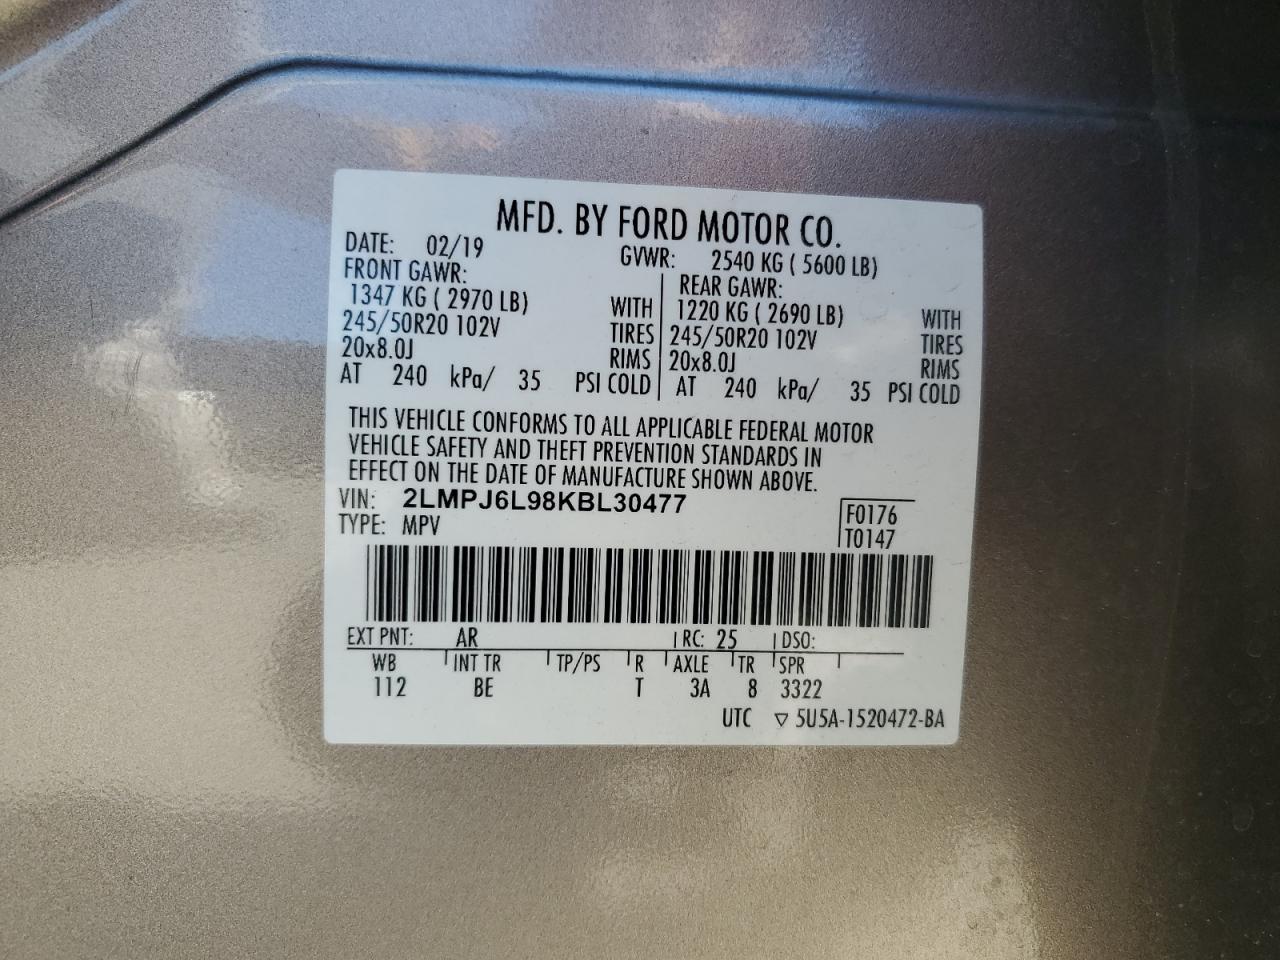 MFD. BY FORD MOTOR CO.
DATE: 02/19 GVWR: 2540 KG ( 5600 LB)
FRONT GAWR: REAR GAWR:
1347 KG ( 2970 LB) WITH 1220 KG ( 2690 LB) WITH
245/50R20 102V TIRES 245/50R20 102V TIRES
20x8.0J RIMS 20x8.0J RIMS
AT 240 kPa/ 35 PSI COLD AT 240 kPa/ 35 PSI COLD
THIS VEHICLE CONFORMS TO ALL APPLICABLE FEDERAL MOTOR
VEHICLE SAFETY AND THEFT PREVENTION STANDARDS IN
EFFECT ON THE DATE OF MANUFACTURE SHOWN ABOVE.
VIN: 2LMPJ6L98KBL30477
TYPE: MPV
F0176
T0147
EXT PNT: AR RC: 25 DSO:
WB INT TR TP/PS R AXLE TR SPR
112 BE T 3A 8 3322
UTC ▽ 5U5A-1520472-BA